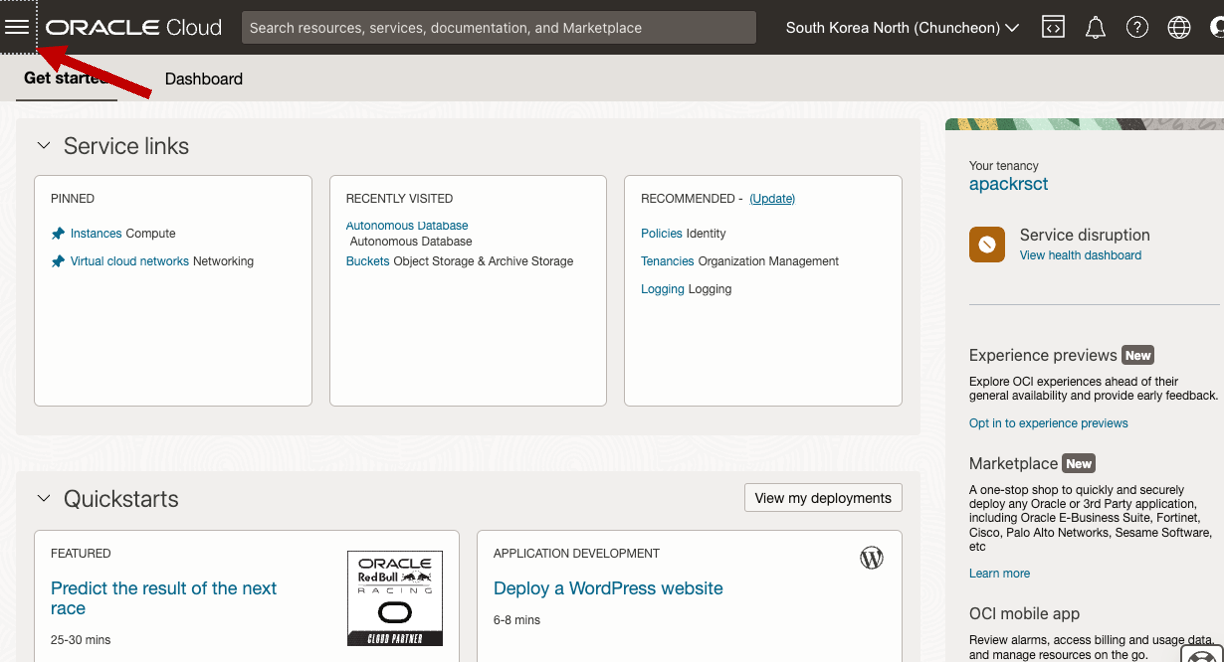 ORACLE Cloud
Search resources, services, documentation, and Marketplace
South Korea North (Chuncheon)
Get started
Dashboard
Service links
PINNED
Instances Compute
Virtual cloud networks Networking
RECENTLY VISITED
Autonomous Database
Autonomous Database
Buckets Object Storage & Archive Storage
RECOMMENDED - (Update)
Policies Identity
Tenancies Organization Management
Logging Logging
Your tenancy
apackrsct
Service disruption
View health dashboard
Experience previews New
Explore OCI experiences ahead of their
general availability and provide early feedback.
Opt in to experience previews
Marketplace New
A one-stop shop to quickly and securely
deploy any Oracle or 3rd Party application,
including Oracle E-Business Suite, Fortinet,
Cisco, Palo Alto Networks, Sesame Software,
etc
Learn more
OCI mobile app
Review alarms, access billing and usage data,
and manage resources on the go.
Quickstarts
View my deployments
FEATURED
Predict the result of the next
race
25-30 mins
ORACLE
Red Bull
RACING
CLOUD PARTNER
APPLICATION DEVELOPMENT
Deploy a WordPress website
6-8 mins